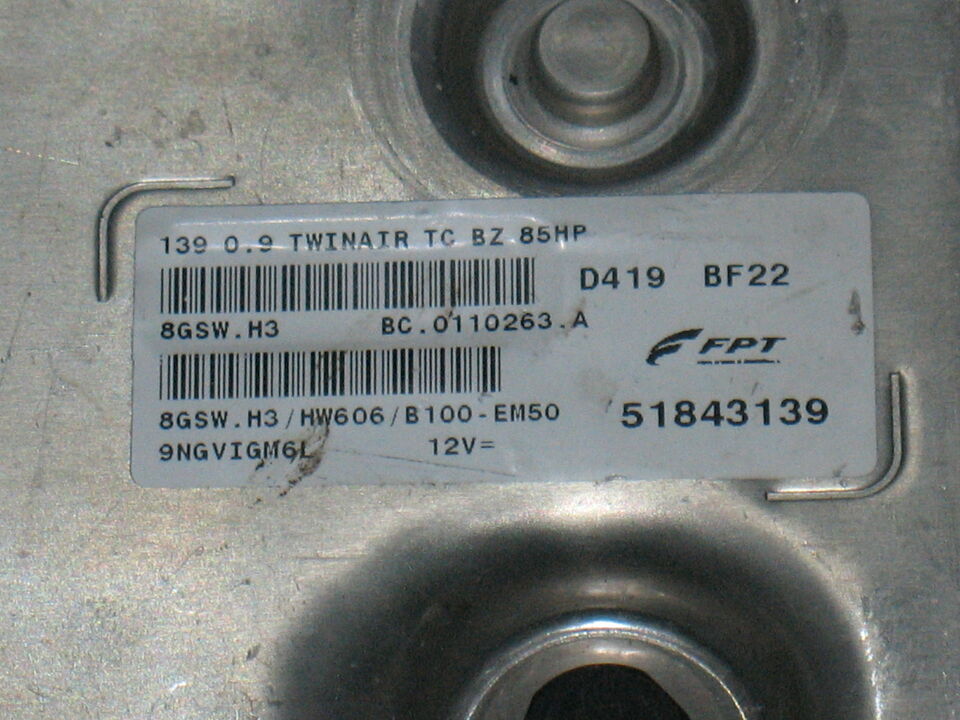 139 0.9 TWINAIR TC BZ 85HP
D419 BF22
8GSW.H3 BC.0110263.A
FPT
8GSW.H3/HW606/B100-EM50
51843139
9NGVIGM6L 12V=